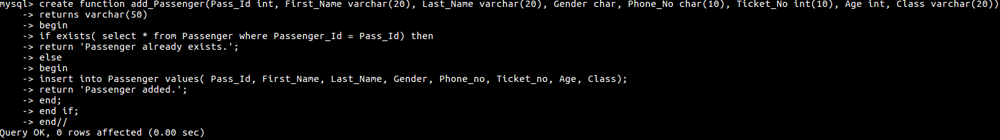 mysql> create function add_Passenger(Pass_Id int, First_Name varchar(20), Last_Name varchar(20), Gender char, Phone_No char(10), Ticket_No int(10), Age int, Class varchar(20))
    -> returns varchar(50)
    -> begin
    -> if exists( select * from Passenger where Passenger_Id = Pass_Id) then
    -> return 'Passenger already exists.';
    -> else
    -> begin
    -> insert into Passenger values( Pass_Id, First_Name, Last_Name, Gender, Phone_no, Ticket_no, Age, Class);
    -> return 'Passenger added.';
    -> end;
    -> end if;
    -> end//
Query OK, 0 rows affected (0.00 sec)